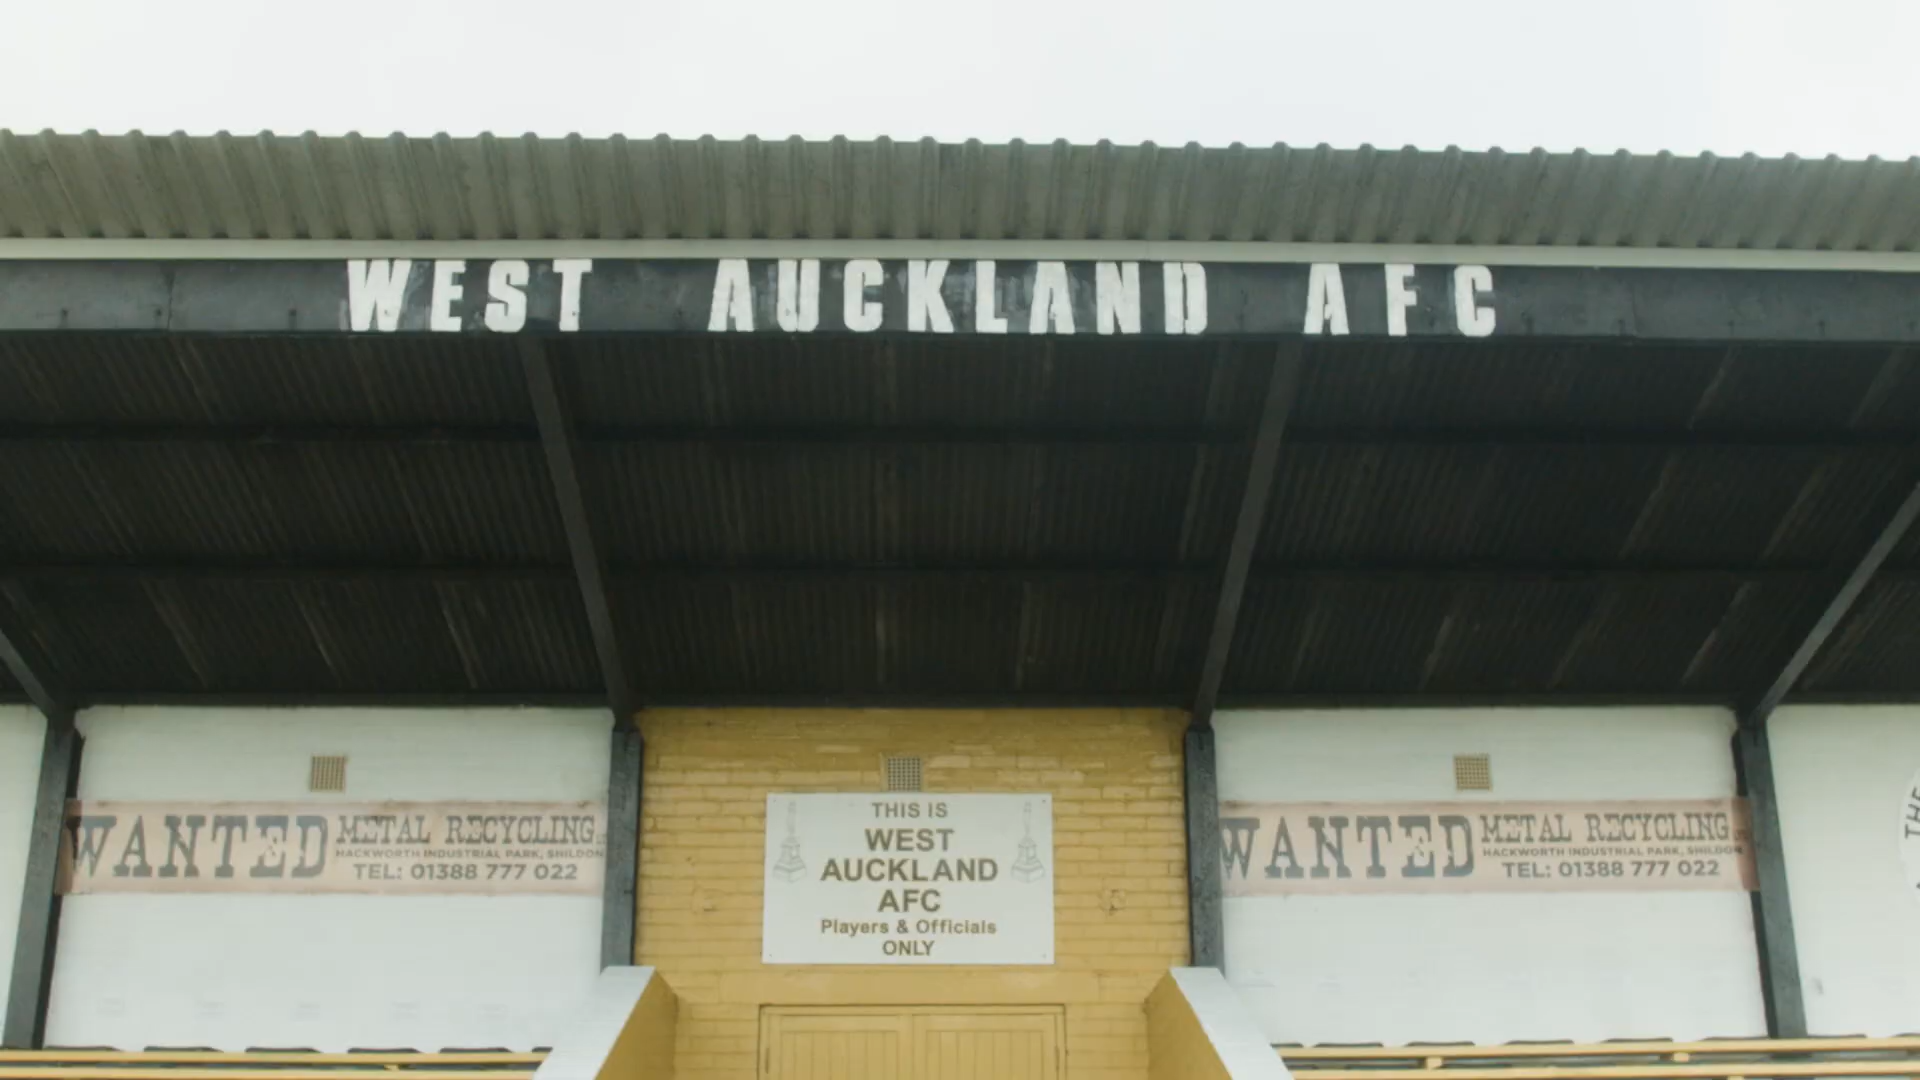 WEST AUCKLAND AFC
WANTED METAL RECYCLING
HACKWORTH INDUSTRIAL PARK, SHILDON
TEL: 01388 777 022
THIS IS
WEST
AUCKLAND
AFC
Players & Officials
ONLY
WANTED METAL RECYCLING
HACKWORTH INDUSTRIAL PARK, SHILDON
TEL: 01388 777 022
THE